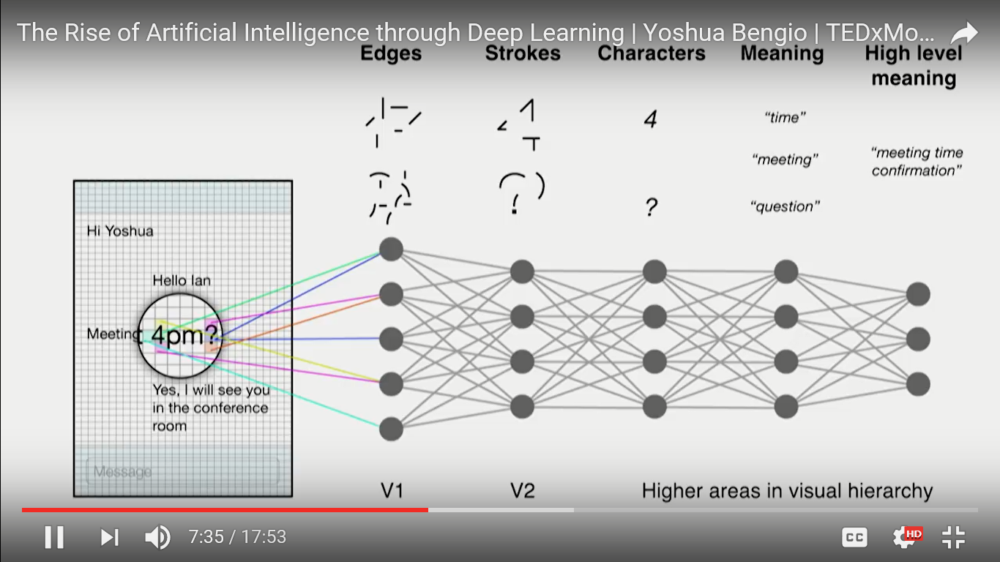 The Rise of Artificial Intelligence through Deep Learning | Yoshua Bengio | TEDxMo...
Edges
Strokes
Characters
Meaning
High level
meaning
4
"time"
"meeting"
"meeting time
confirmation"
?
"question"
Hi Yoshua
Hello Ian
Meeting 4pm?
Yes, I will see you
in the conference
room
Message
V1
V2
Higher areas in visual hierarchy
7:35 / 17:53
CC
HD